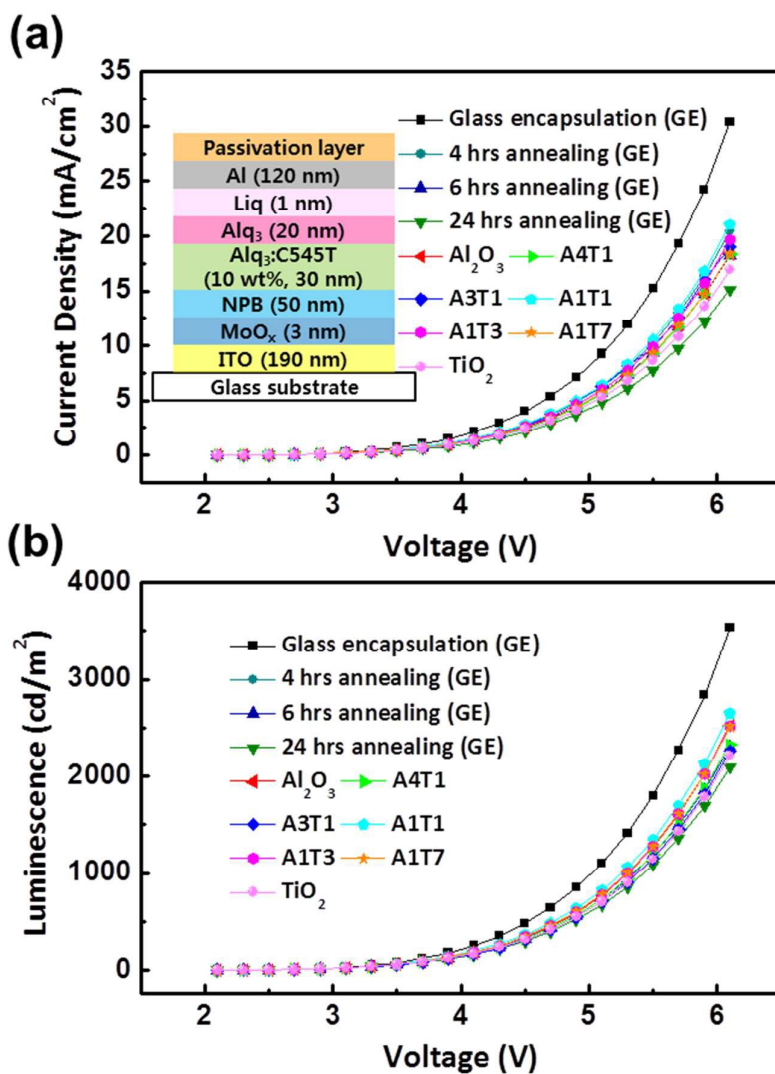 (a)
Current Density (mA/cm²)
35
30
25
20
15
10
5
0
Passivation layer
Al (120 nm)
Liq (1 nm)
Alq₃ (20 nm)
Alq₃:C545T
(10 wt%, 30 nm)
NPB (50 nm)
MoOₓ (3 nm)
ITO (190 nm)
Glass substrate
Glass encapsulation (GE)
4 hrs annealing (GE)
6 hrs annealing (GE)
24 hrs annealing (GE)
Al₂O₃ A4T1
A3T1 A1T1
A1T3 A1T7
TiO₂
2 3 4 5 6
Voltage (V)
(b)
Luminescence (cd/m²)
4000
3000
2000
1000
0
Glass encapsulation (GE)
4 hrs annealing (GE)
6 hrs annealing (GE)
24 hrs annealing (GE)
Al₂O₃ A4T1
A3T1 A1T1
A1T3 A1T7
TiO₂
2 3 4 5 6
Voltage (V)